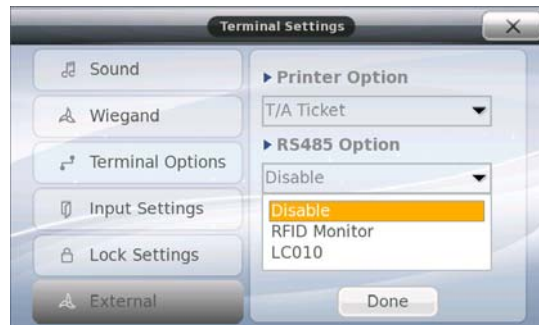 Terminal Settings
Sound
Wiegand
Terminal Options
Input Settings
Lock Settings
External
Printer Option
T/A Ticket
RS485 Option
Disable
Disable
RFID Monitor
LC010
Done